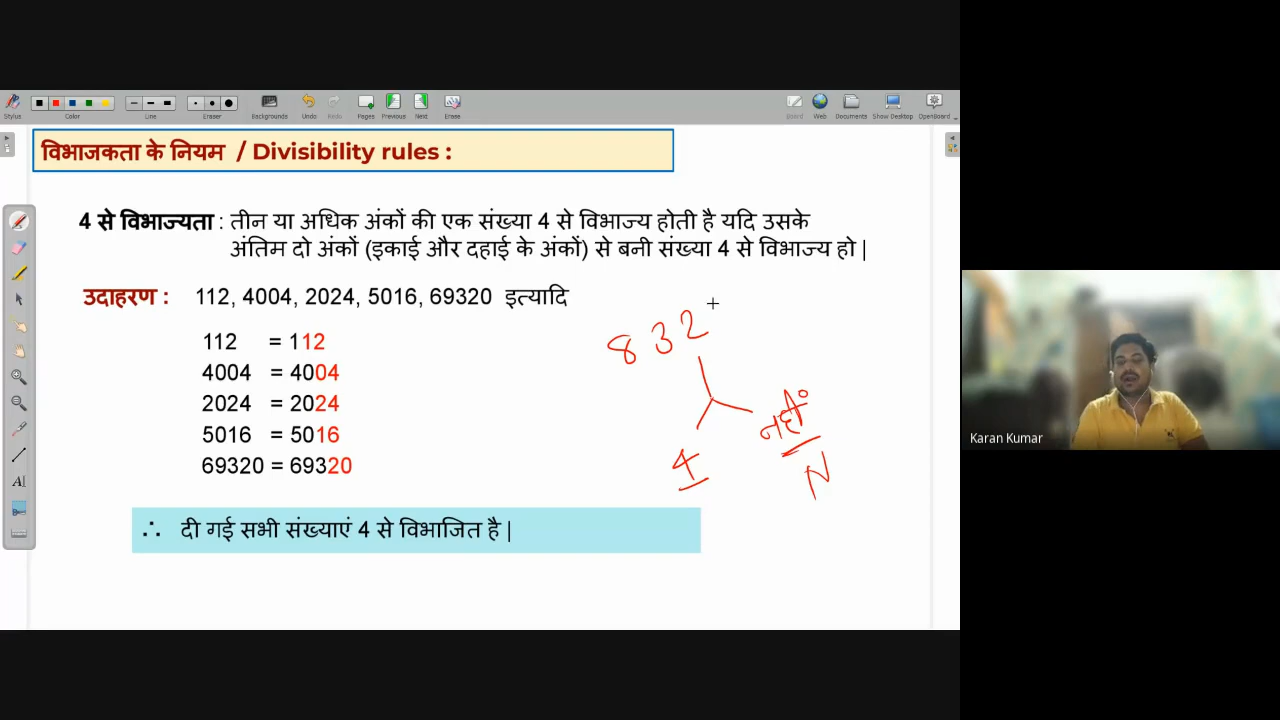 Stylus Color Line Eraser Backgrounds Undo Redo Pages Previous Next Erase Board Web Documents Show Desktop OpenBoard
विभाजकता के नियम / Divisibility rules :
4 से विभाज्यता : तीन या अधिक अंकों की एक संख्या 4 से विभाज्य होती है यदि उसके
अंतिम दो अंकों (इकाई और दहाई के अंकों) से बनी संख्या 4 से विभाज्य हो |
उदाहरण : 112, 4004, 2024, 5016, 69320 इत्यादि
832
112 = 112
4004 = 4004
2024 = 2024
5016 = 5016
69320 = 69320
4
नहीं
N
∴ दी गई सभी संख्याएं 4 से विभाजित है |
Karan Kumar